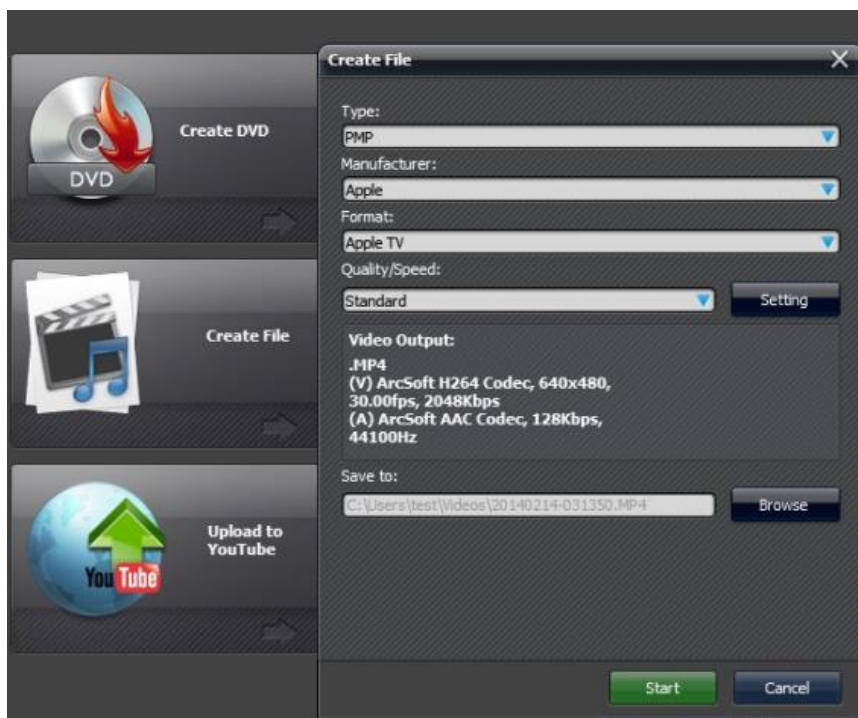 Create DVD
DVD
Create File
Upload to
YouTube
You Tube
Create File
Type:
PMP
Manufacturer:
Apple
Format:
Apple TV
Quality/Speed:
Standard
Setting
Video Output:
.MP4
(V) ArcSoft H264 Codec, 640x480,
30.00fps, 2048Kbps
(A) ArcSoft AAC Codec, 128Kbps,
44100Hz
Save to:
C:\Users\test\Videos\20140214-031350.MP4
Browse
Start
Cancel